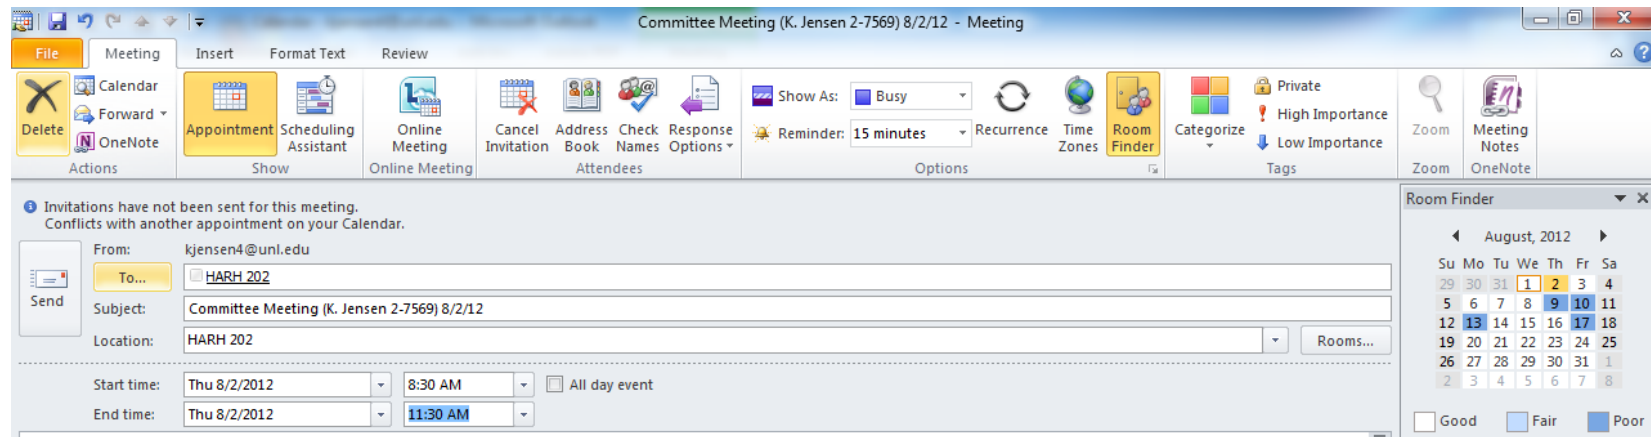 Committee Meeting (K. Jensen 2-7569) 8/2/12 - Meeting
File Meeting Insert Format Text Review
Delete
Calendar
Forward
OneNote
Actions
Appointment
Scheduling
Assistant
Show
Online
Meeting
Online Meeting
Cancel
Invitation
Address
Book
Check
Names
Response
Options
Attendees
Show As: Busy
Reminder: 15 minutes
Recurrence
Time
Zones
Room
Finder
Options
Categorize
Private
High Importance
Low Importance
Tags
Zoom
Zoom
Meeting
Notes
OneNote
Invitations have not been sent for this meeting.
Conflicts with another appointment on your Calendar.
Send
From: kjensen4@unl.edu
To... HARH 202
Subject: Committee Meeting (K. Jensen 2-7569) 8/2/12
Location: HARH 202 Rooms...
Start time: Thu 8/2/2012 8:30 AM All day event
End time: Thu 8/2/2012 11:30 AM
Room Finder
August, 2012
Su Mo Tu We Th Fr Sa
29 30 31 1 2 3 4
5 6 7 8 9 10 11
12 13 14 15 16 17 18
19 20 21 22 23 24 25
26 27 28 29 30 31 1
2 3 4 5 6 7 8
Good Fair Poor